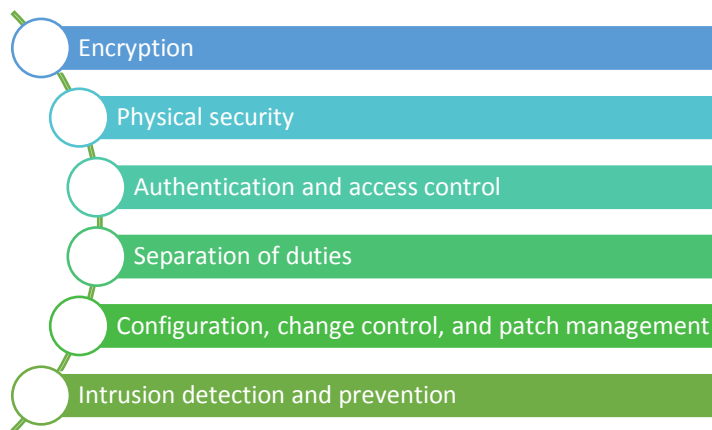 Encryption
Physical security
Authentication and access control
Separation of duties
Configuration, change control, and patch management
Intrusion detection and prevention